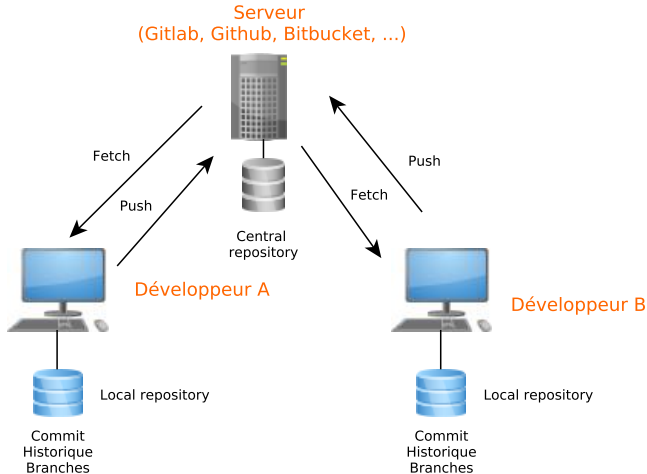 Serveur
(Gitlab, Github, Bitbucket, ...)
Fetch
Push
Push
Fetch
Central
repository
Développeur A
Développeur B
Local repository
Local repository
Commit
Historique
Branches
Commit
Historique
Branches